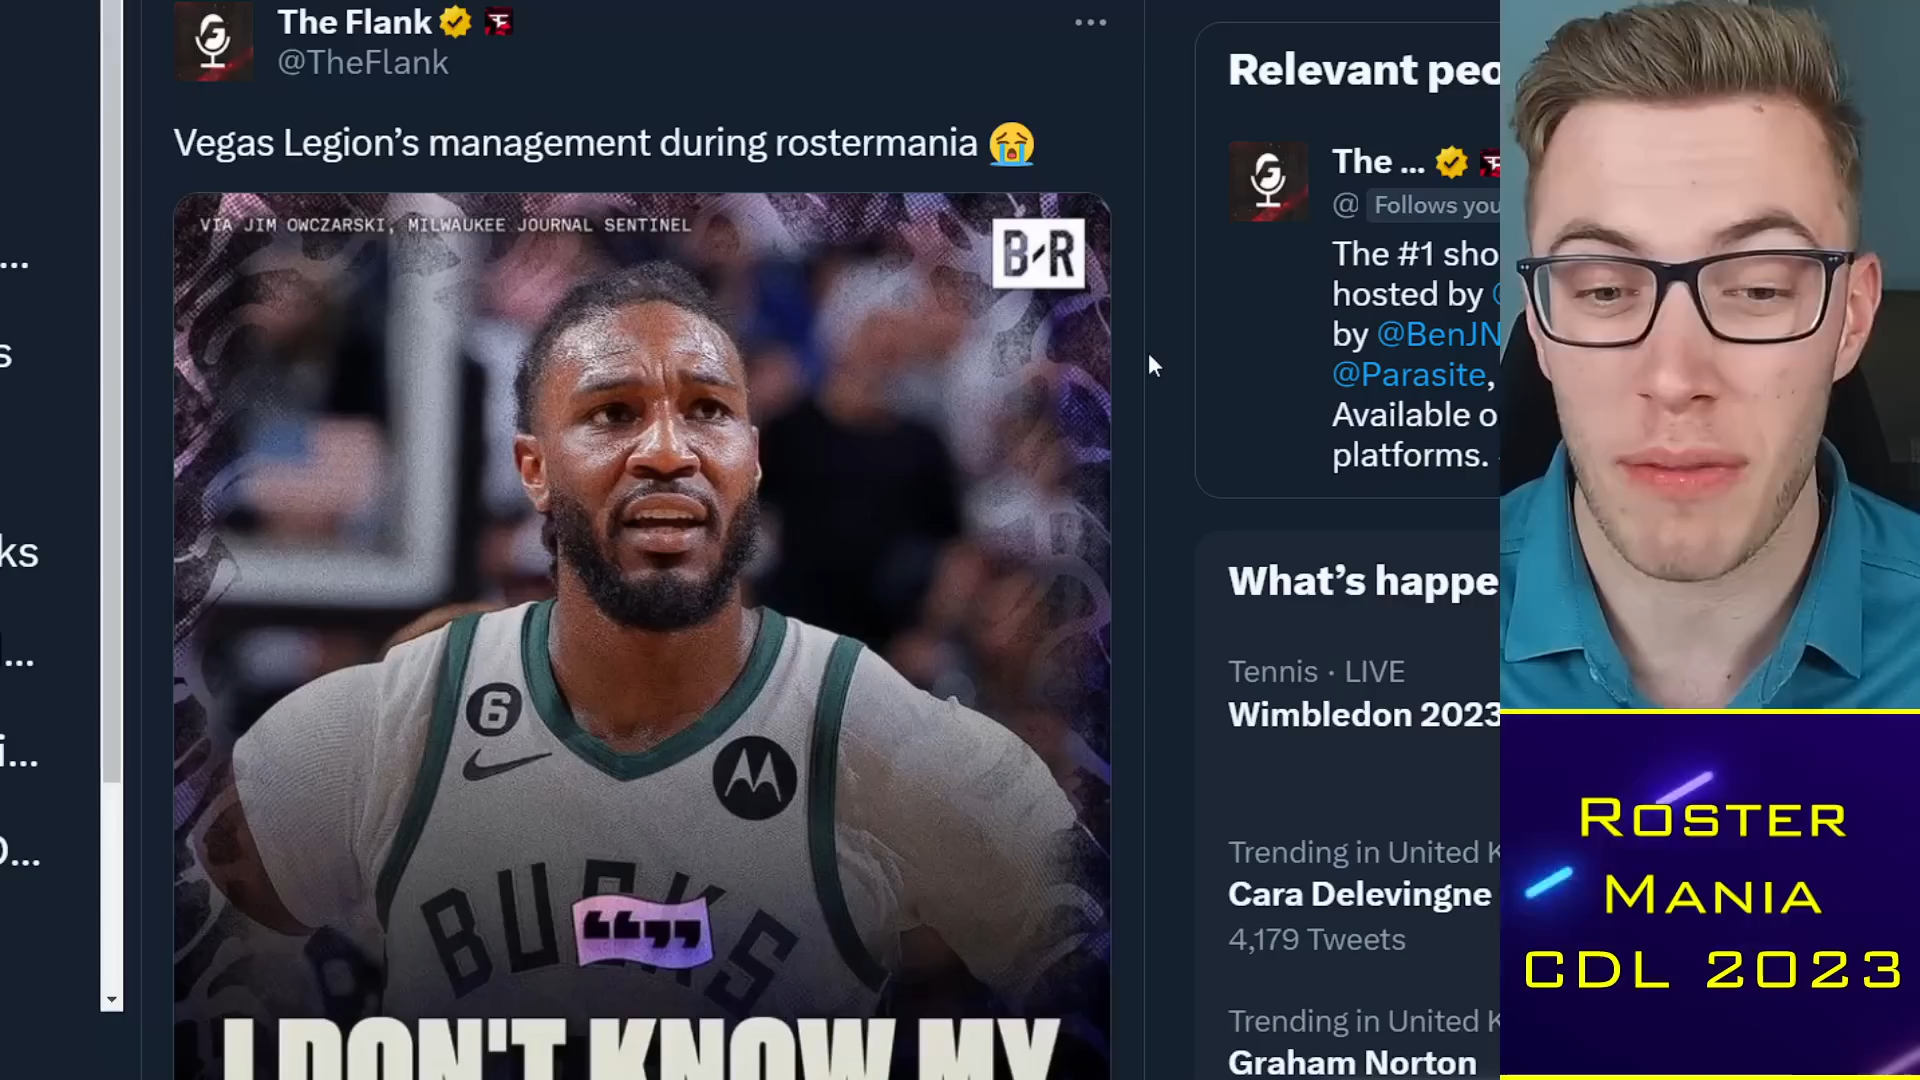 The Flank
@TheFlank
Vegas Legion's management during rostermania
VIA JIM OWCZARSKI, MILWAUKEE JOURNAL SENTINEL
B/R
6
BUCKS
I DON'T KNOW MY
...
s
ks
...
i...
...
Relevant peo
The ...
@ Follows you
The #1 sho
hosted by
by @BenJN
@Parasite,
Available o
platforms.
What's happe
Tennis · LIVE
Wimbledon 2023
Trending in United K
Cara Delevingne
4,179 Tweets
Trending in United K
Graham Norton
ROSTER
MANIA
CDL 2023